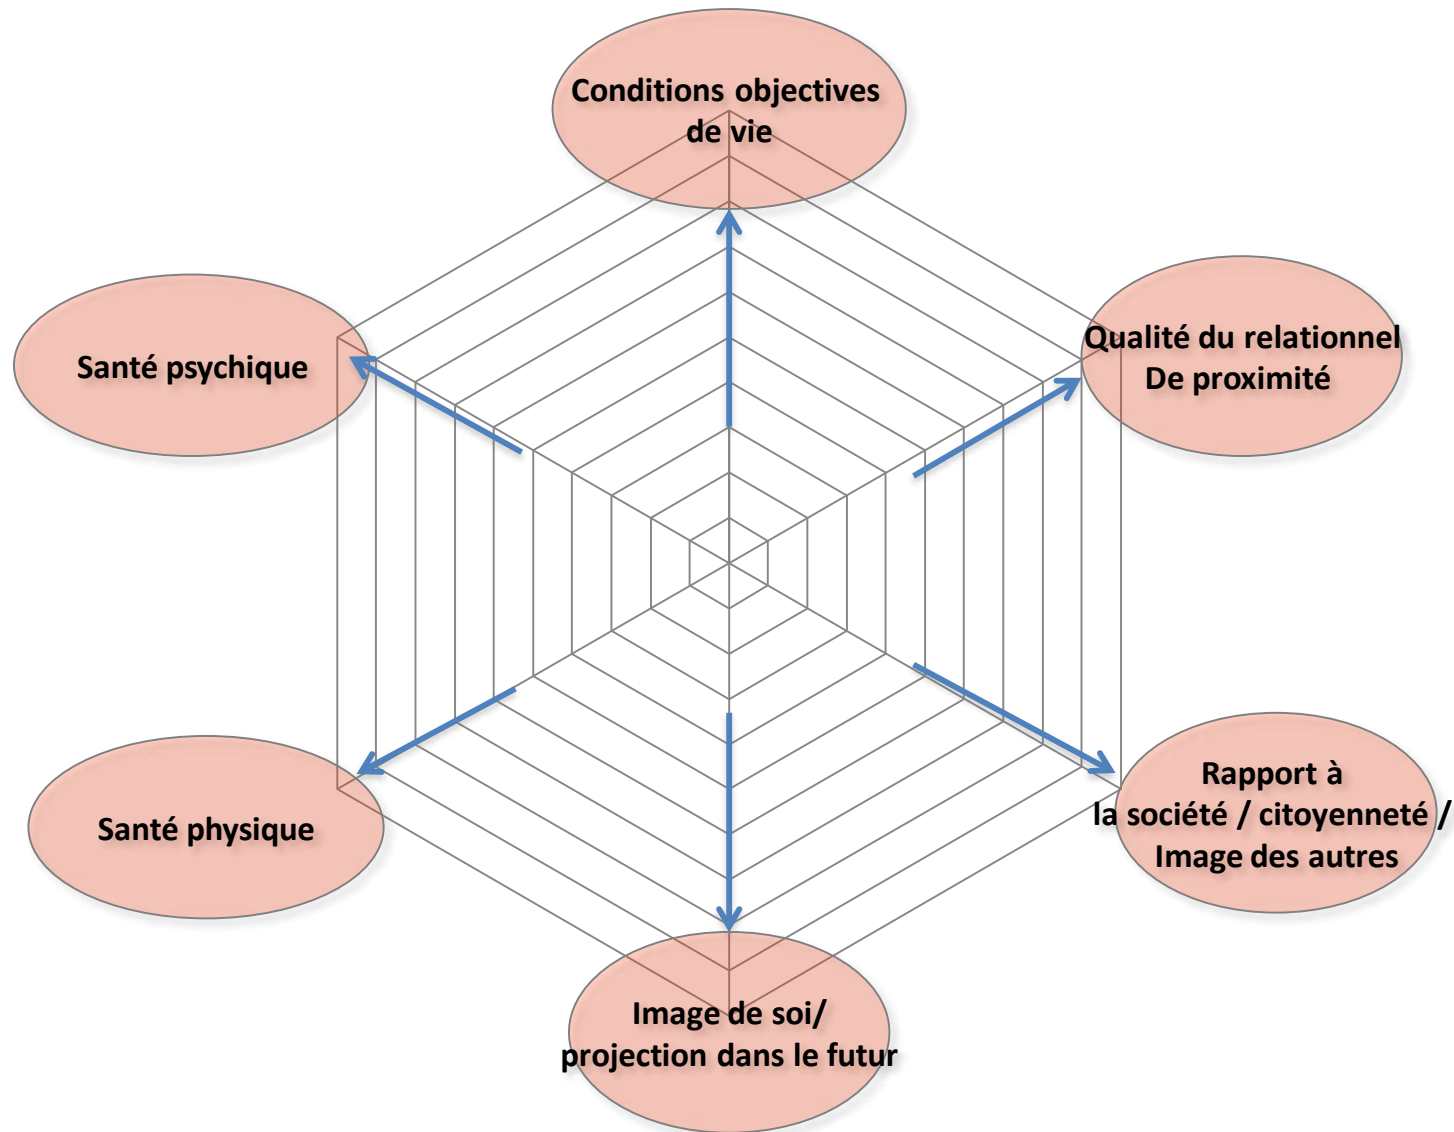 Conditions objectives
de vie
Qualité du relationnel
De proximité
Santé psychique
Rapport à
la société / citoyenneté /
Image des autres
Santé physique
Image de soi/
projection dans le futur